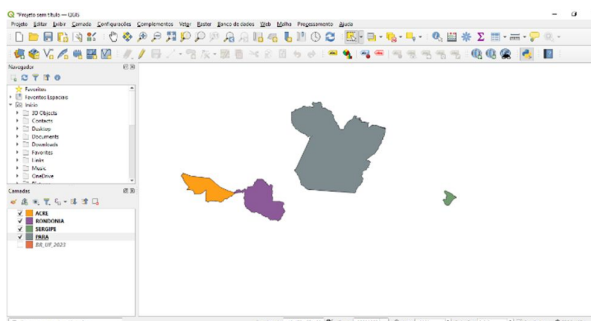 *Projeto sem título — QGIS
Projeto Editar Exibir Camada Configurações Complementos Vetor Raster Banco de dados Web Malha Processamento Ajuda
Navegador
Favoritos
Favoritos Espaciais
Início
3D Objects
Contacts
Desktop
Documents
Downloads
Favorites
Links
Music
OneDrive
Camadas
ACRE
RONDONIA
SERGIPE
PARA
BR_UF_2023